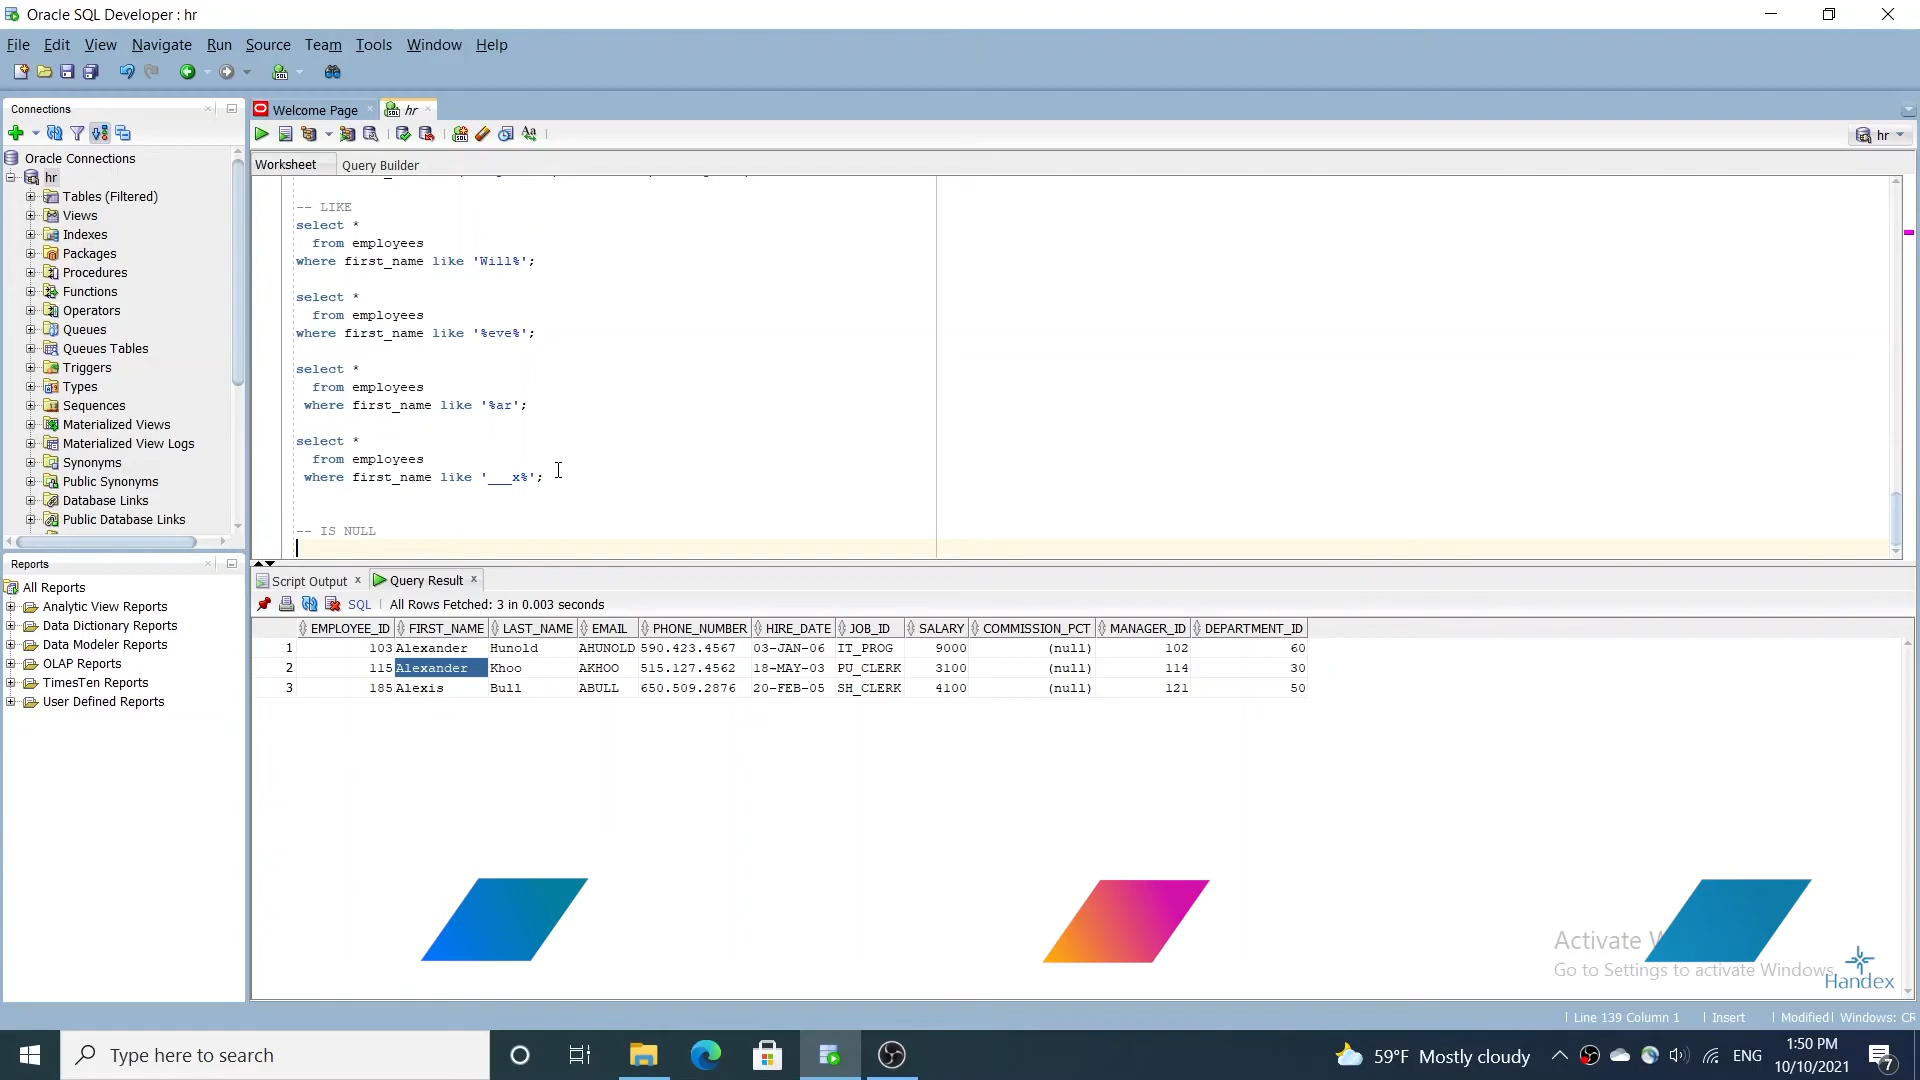 Oracle SQL Developer : hr
File Edit View Navigate Run Source Team Tools Window Help
Connections
Welcome Page
hr
hr
Worksheet
Query Builder
Oracle Connections
hr
Tables (Filtered)
Views
Indexes
Packages
Procedures
Functions
Operators
Queues
Queues Tables
Triggers
Types
Sequences
Materialized Views
Materialized View Logs
Synonyms
Public Synonyms
Database Links
Public Database Links
-- LIKE
select *
from employees
where first_name like 'Will%';
select *
from employees
where first_name like '%eve%';
select *
from employees
where first_name like '%ar';
select *
from employees
where first_name like '___x%';
-- IS NULL
Reports
All Reports
Analytic View Reports
Data Dictionary Reports
Data Modeler Reports
OLAP Reports
TimesTen Reports
User Defined Reports
Script Output
Query Result
SQL All Rows Fetched: 3 in 0.003 seconds
EMPLOYEE_ID FIRST_NAME LAST_NAME EMAIL PHONE_NUMBER HIRE_DATE JOB_ID SALARY COMMISSION_PCT MANAGER_ID DEPARTMENT_ID
1 103 Alexander Hunold AHUNOLD 590.423.4567 03-JAN-06 IT_PROG 9000 (null) 102 60
2 115 Alexander Khoo AKHOO 515.127.4562 18-MAY-03 PU_CLERK 3100 (null) 114 30
3 185 Alexis Bull ABULL 650.509.2876 20-FEB-05 SH_CLERK 4100 (null) 121 50
Activate
Go to Settings to activate Windows.
Handex
Line 139 Column 1 Insert Modified Windows: CR
Type here to search
59°F Mostly cloudy
ENG
1:50 PM
10/10/2021
7